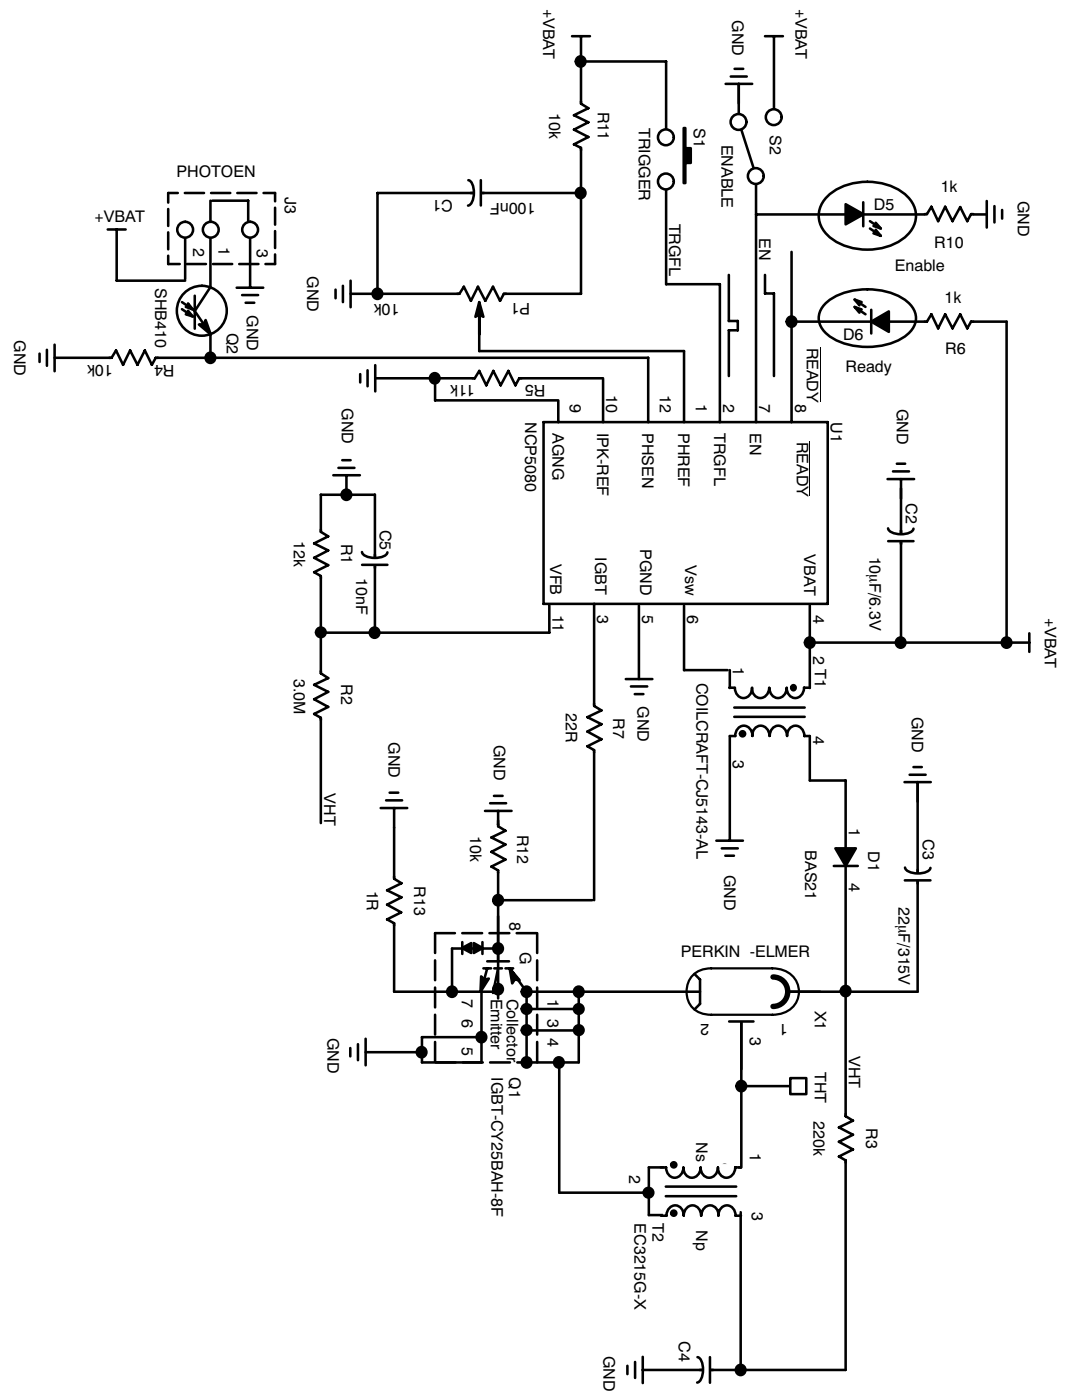 +VBAT
GND
+VBAT
R11
10k
S1
TRIGGER
ENABLE
S2
PHOTOEN
J3
+VBAT
2
1
3
GND
SHB410
Q2
C1
100nF
GND
10k
P1
TRGFL
EN
D5
1k
R10
GND
Enable
D6
1k
R6
Ready
READY
GND
10k
R4
11k
R5
9
10
12
1
2
7
8
U1
NCP5080
AGNG
IPK-REF
PHSEN
PHREF
TRGFL
EN
READY
VFB
IGBT
PGND
Vsw
VBAT
11
3
5
6
4
GND
C5
10nF
R1
12k
GND
C2
10µF/6.3V
+VBAT
R2
3.0M
VHT
R7
22R
GND
1
2
T1
4
3
COILCRAFT-CJ5143-AL
GND
GND
C3
22µF/315V
1
D1
BAS21
4
GND
R12
10k
GND
R13
1R
PERKIN -ELMER
X1
2
1
3
8
G
Collector
Emitter
7
6
5
1
3
4
Q1
IGBT-CY25BAH-8F
GND
VHT
THT
R3
220k
Ns
1
2
3
Np
T2
EC3215G-X
C4
GND